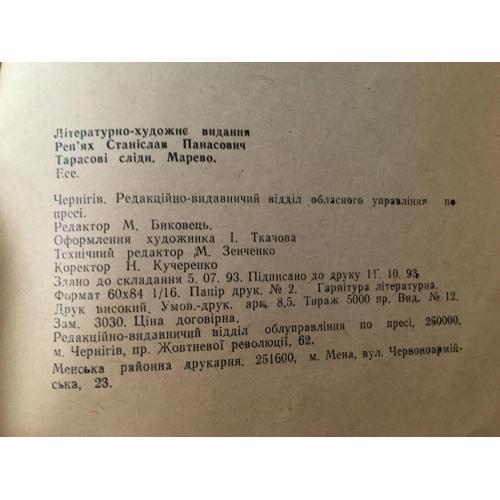 Літературно-художнє видання
Реп'ях Станіслав Панасович
Тарасові сліди. Марево.
Есе.
Чернігів. Редакційно-видавничий відділ обласного управління по
пресі.
Редактор М. Биковець.
Оформлення художника І. Ткачова
Технічний редактор М. Зенченко
Коректор Н. Кучеренко
Здано до складання 5. 07. 93. Підписано до друку 11. 10. 93.
Формат 60x84 1/16. Папір друк. № 2. Гарнітура літературна.
Друк високий. Умов.-друк. арк. 8,5. Тираж 5000 пр. Вид. № 12.
Зам. 3030. Ціна договірна.
Редакційно-видавничий відділ облуправління по пресі, 250000,
м. Чернігів, пр. Жовтневої революції, 62.
Менська районна друкарня. 251600, м. Мена, вул. Червоноармій-
ська, 23.